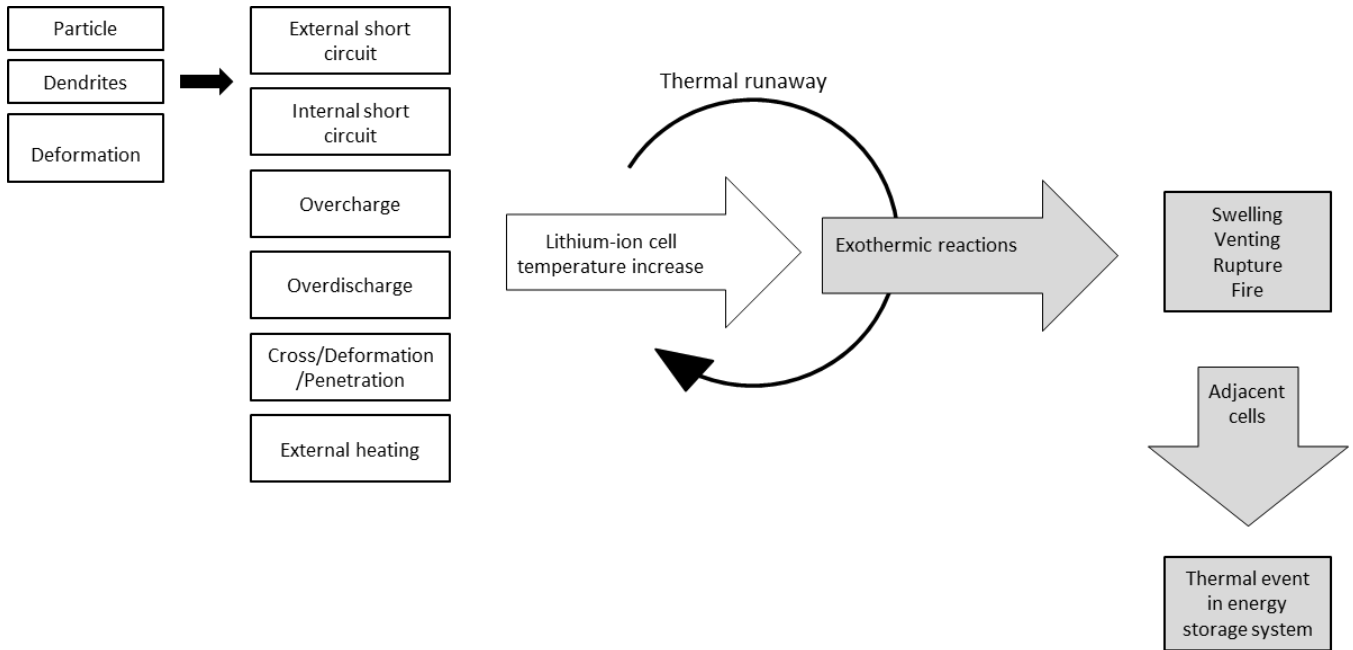 Particle
Dendrites
Deformation
External short
circuit
Internal short
circuit
Overcharge
Overdischarge
Cross/Deformation
/Penetration
External heating
Thermal runaway
Lithium-ion cell
temperature increase
Exothermic reactions
Swelling
Venting
Rupture
Fire
Adjacent
cells
Thermal event
in energy
storage system